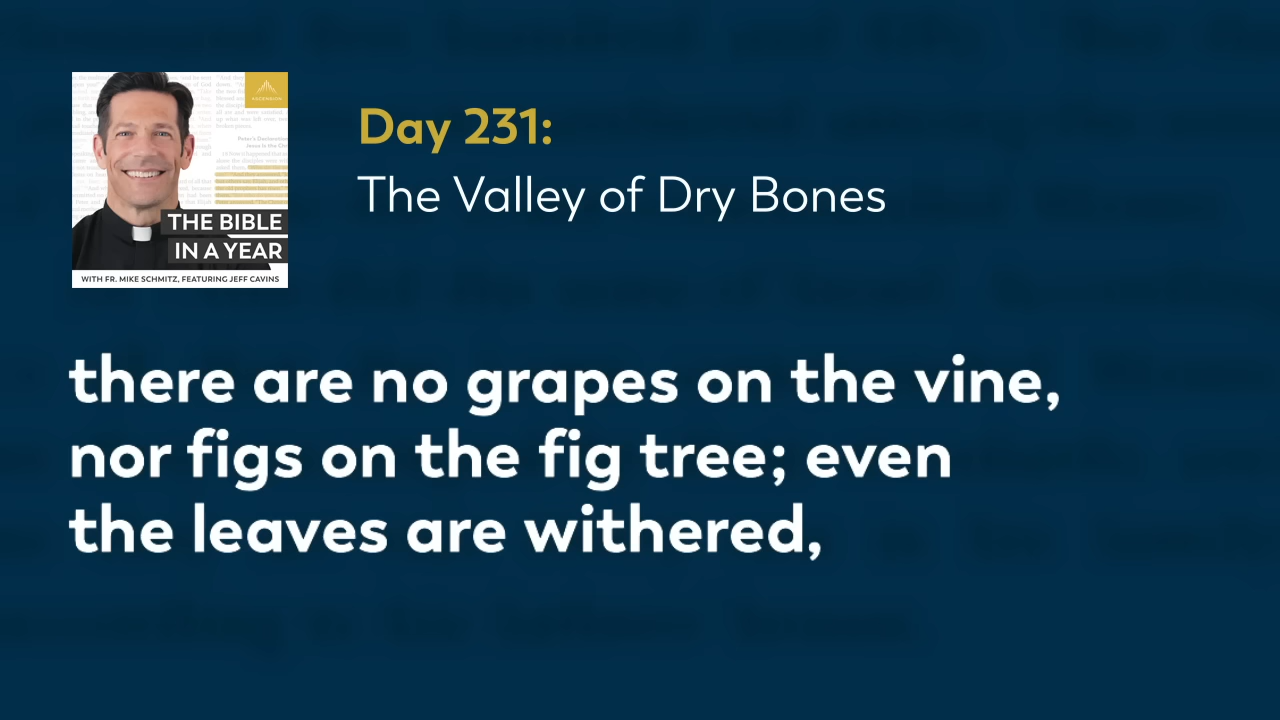 ASCENSION
THE BIBLE
IN A YEAR
WITH FR. MIKE SCHMITZ, FEATURING JEFF CAVINS
Day 231:
The Valley of Dry Bones
there are no grapes on the vine,
nor figs on the fig tree; even
the leaves are withered,